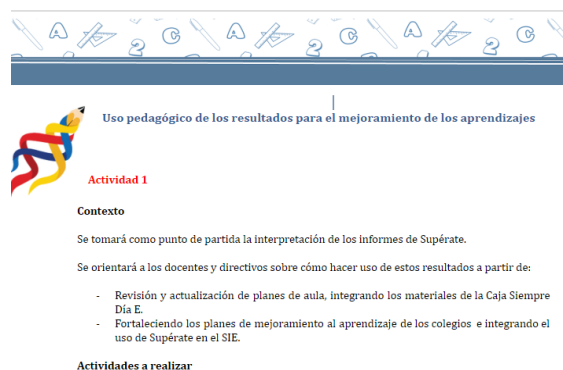 Uso pedagógico de los resultados para el mejoramiento de los aprendizajes
Actividad 1
Contexto
Se tomará como punto de partida la interpretación de los informes de Supérate.
Se orientará a los docentes y directivos sobre cómo hacer uso de estos resultados a partir de:
- Revisión y actualización de planes de aula, integrando los materiales de la Caja Siempre
Día E.
- Fortaleciendo los planes de mejoramiento al aprendizaje de los colegios e integrando el
uso de Supérate en el SIE.
Actividades a realizar